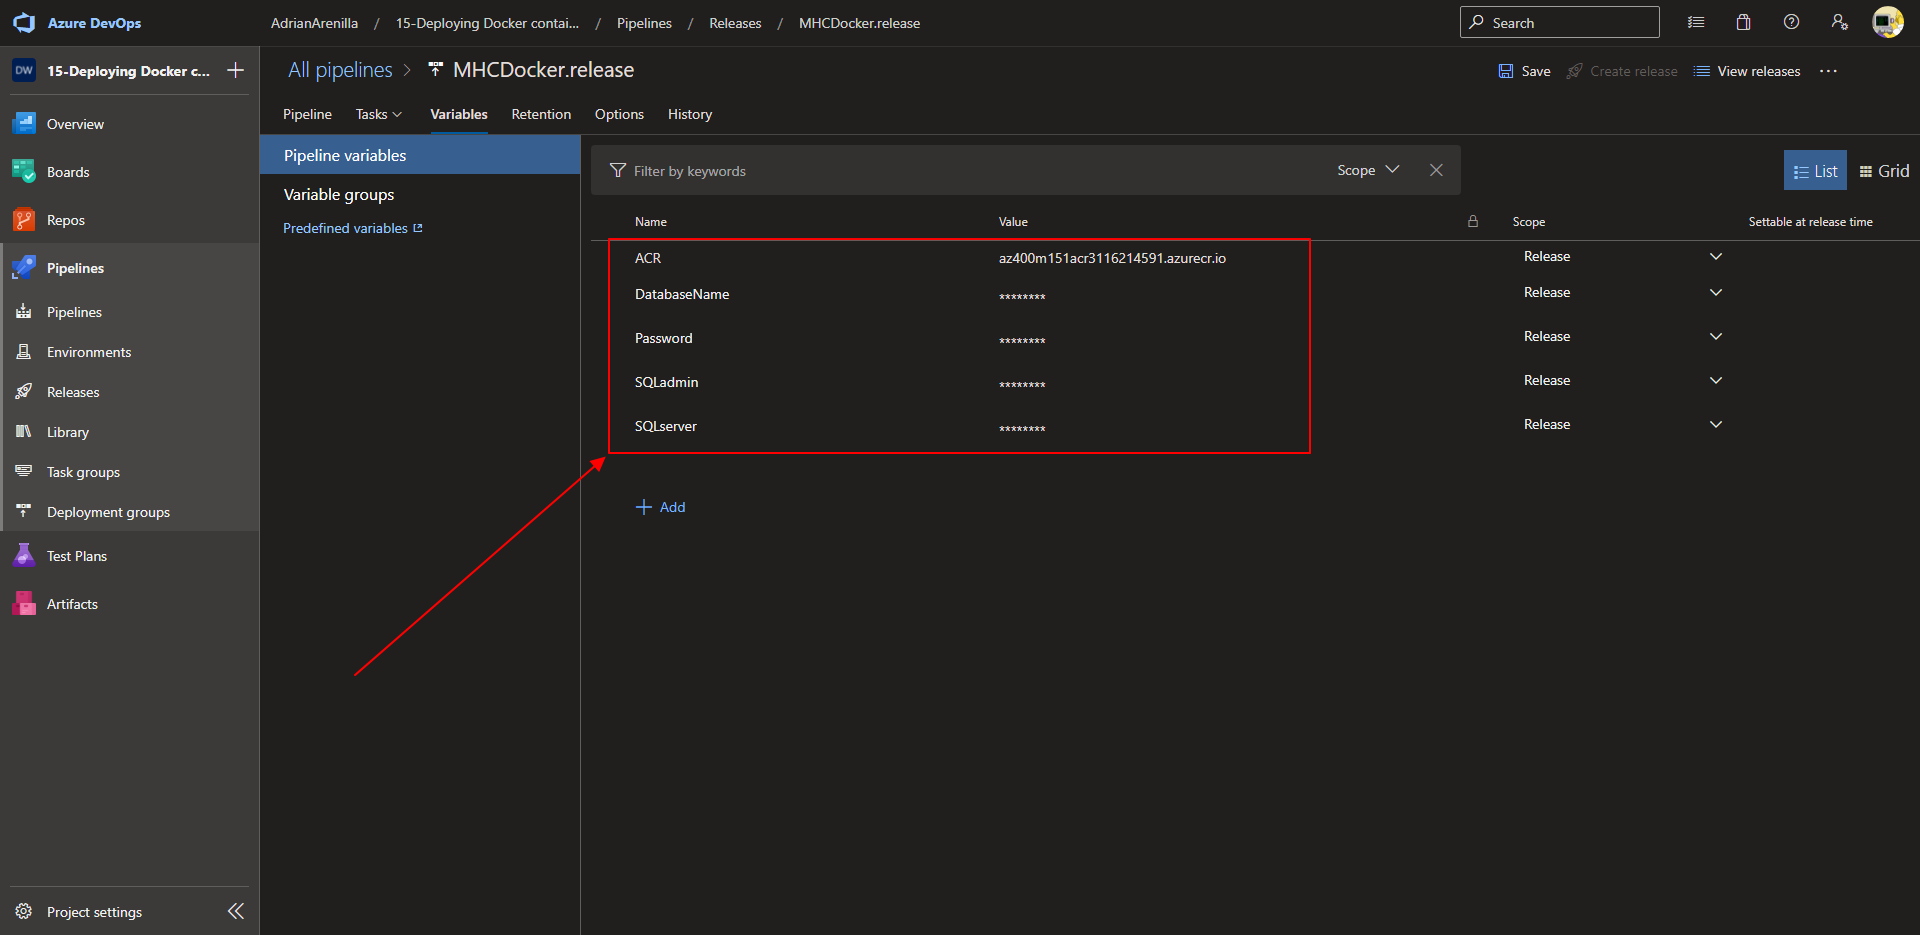 Azure DevOps
AdrianArenilla / 15-Deploying Docker contai... / Pipelines / Releases / MHCDocker.release
Search
DW 15-Deploying Docker c...
Overview
Boards
Repos
Pipelines
Pipelines
Environments
Releases
Library
Task groups
Deployment groups
Test Plans
Artifacts
Project settings
All pipelines > MHCDocker.release
Save
Create release
View releases
...
Pipeline Tasks Variables Retention Options History
Pipeline variables
Variable groups
Predefined variables
Filter by keywords
Scope
List
Grid
Name Value Scope Settable at release time
ACR az400m151acr3116214591.azurecr.io Release
DatabaseName ******** Release
Password ******** Release
SQLadmin ******** Release
SQLserver ******** Release
+ Add